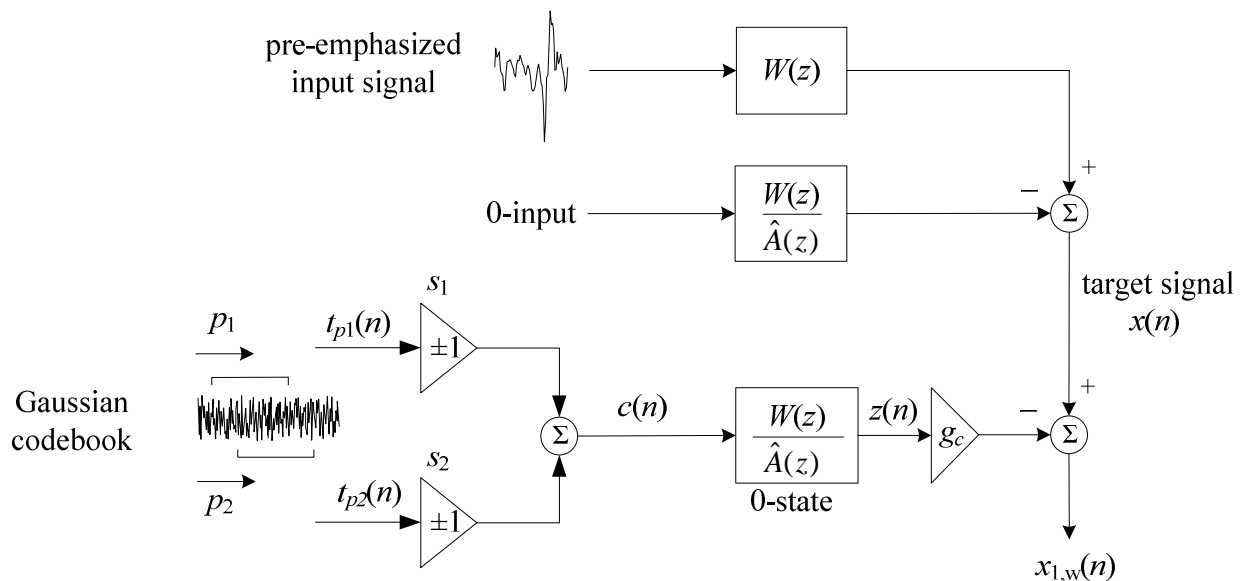 pre-emphasized
input signal
W(z)
+
0-input
W(z)
Â(z)
−
Σ
target signal
x(n)
s₁
p₁
tₚ₁(n)
±1
Gaussian
codebook
Σ
c(n)
W(z)
Â(z)
0-state
z(n)
g꜀
−
+
Σ
s₂
p₂
tₚ₂(n)
±1
x₁,w(n)